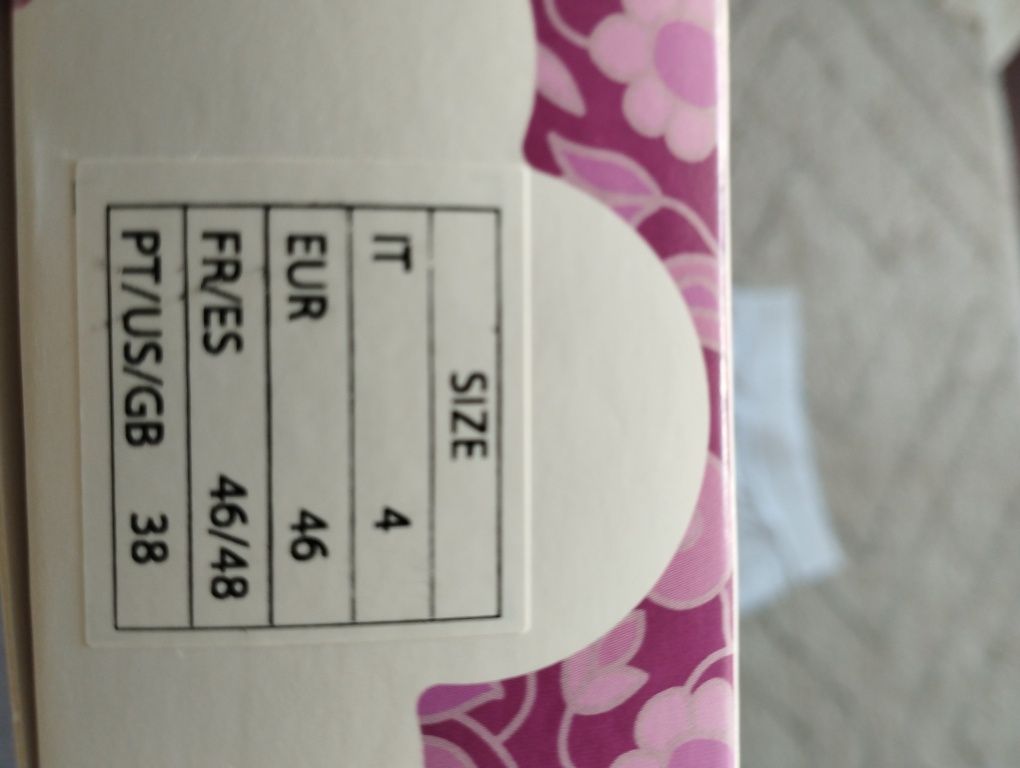 SIZE
IT 4
EUR 46
FR/ES 46/48
PT/US/GB 38